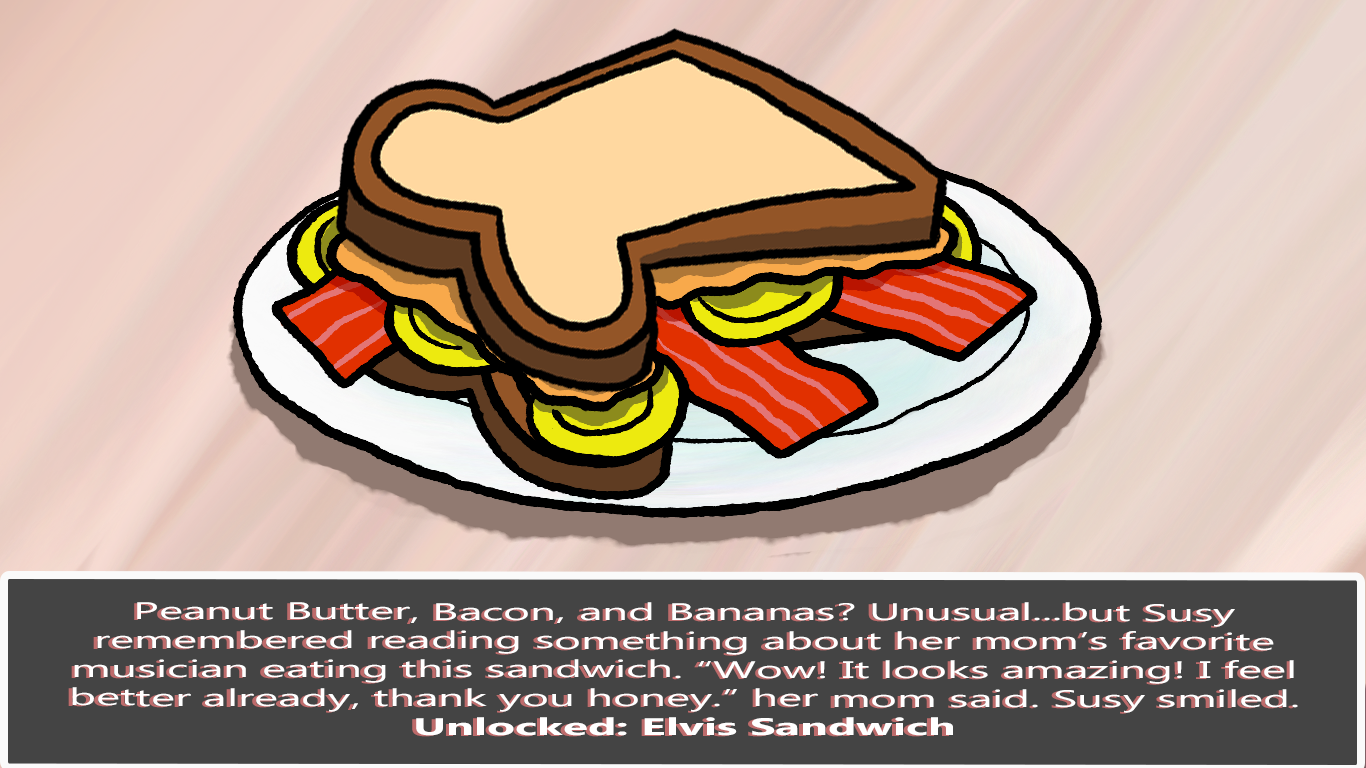 Peanut Butter, Bacon, and Bananas? Unusual...but Susy
remembered reading something about her mom's favorite
musician eating this sandwich. “Wow! It looks amazing! I feel
better already, thank you honey.” her mom said. Susy smiled.
Unlocked: Elvis Sandwich